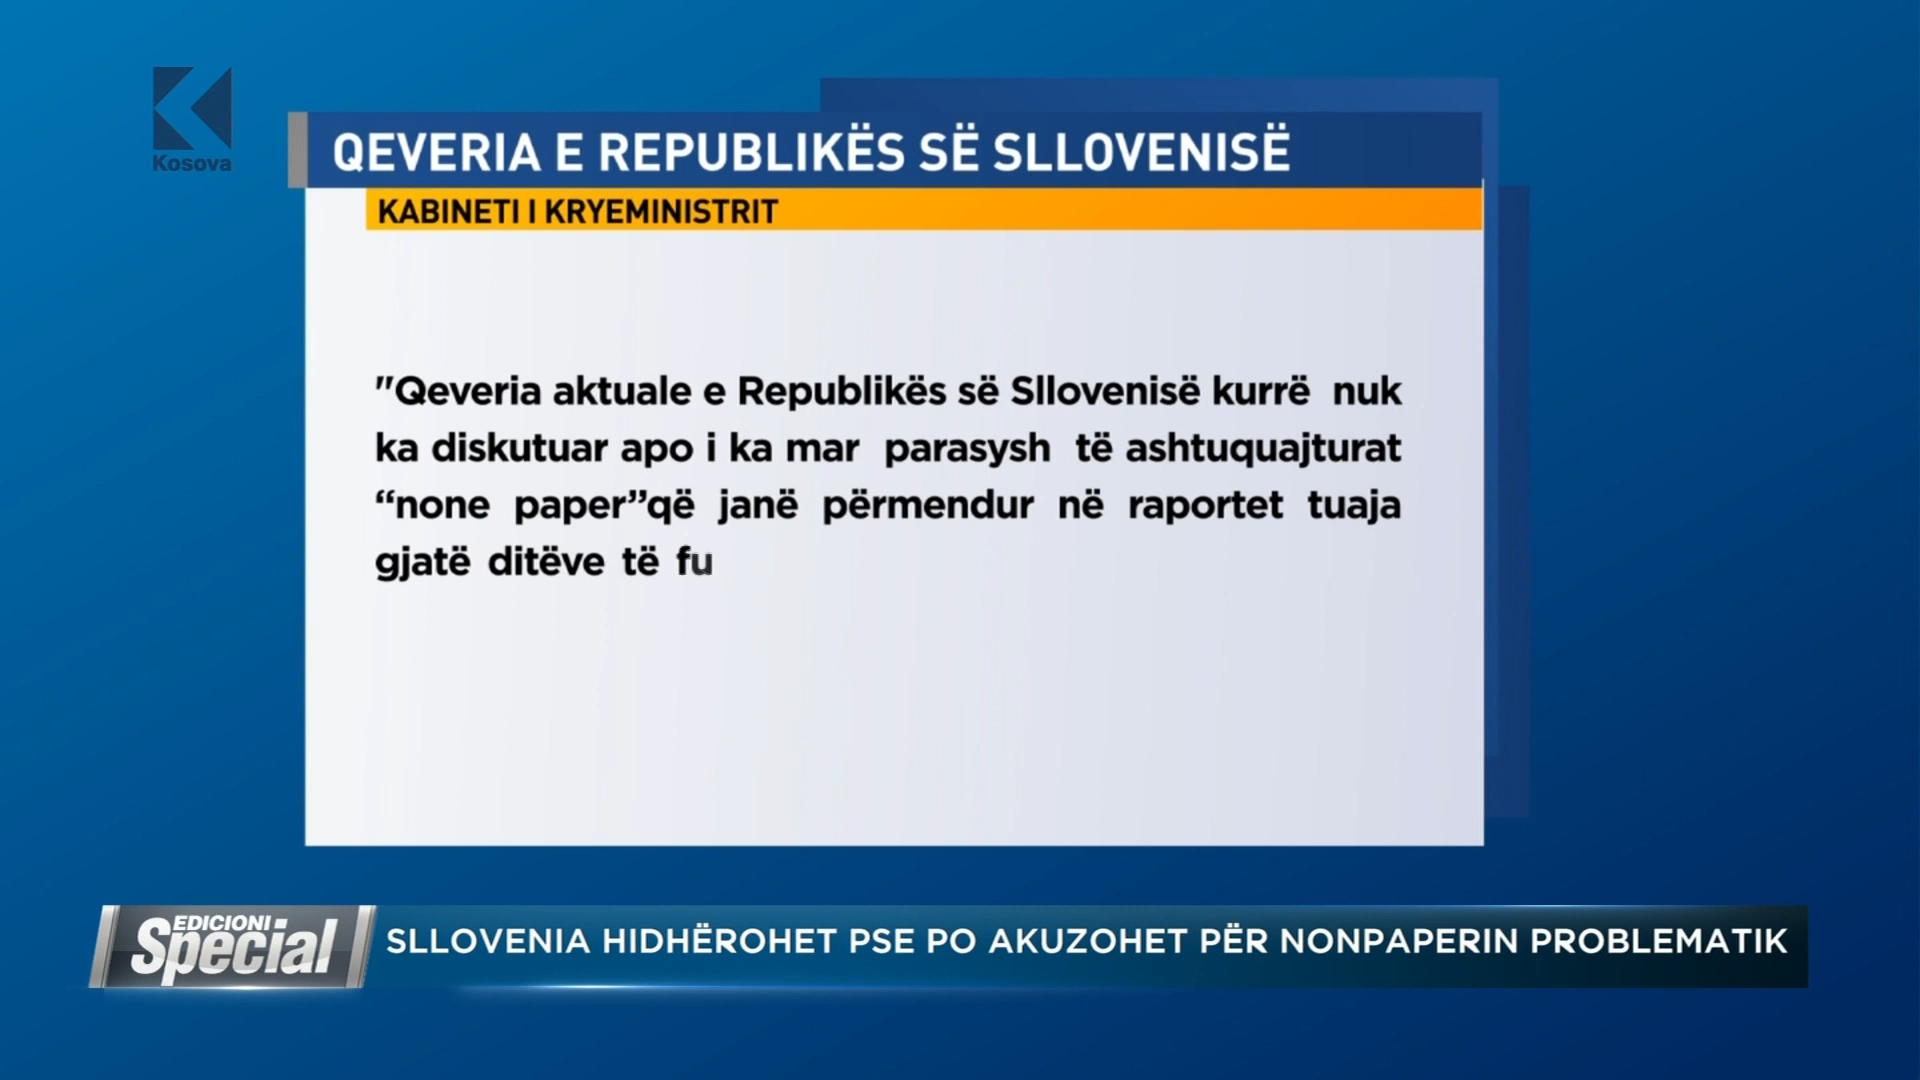 Kosova
QEVERIA E REPUBLIKËS SË SLLOVENISË
KABINETI I KRYEMINISTRIT
"Qeveria aktuale e Republikës së Sllovenisë kurrë nuk
ka diskutuar apo i ka mar parasysh të ashtuquajturat
“none paper”që janë përmendur në raportet tuaja
gjatë ditëve të fu
EDICIONI
Special
SLLOVENIA HIDHËROHET PSE PO AKUZOHET PËR NONPAPERIN PROBLEMATIK